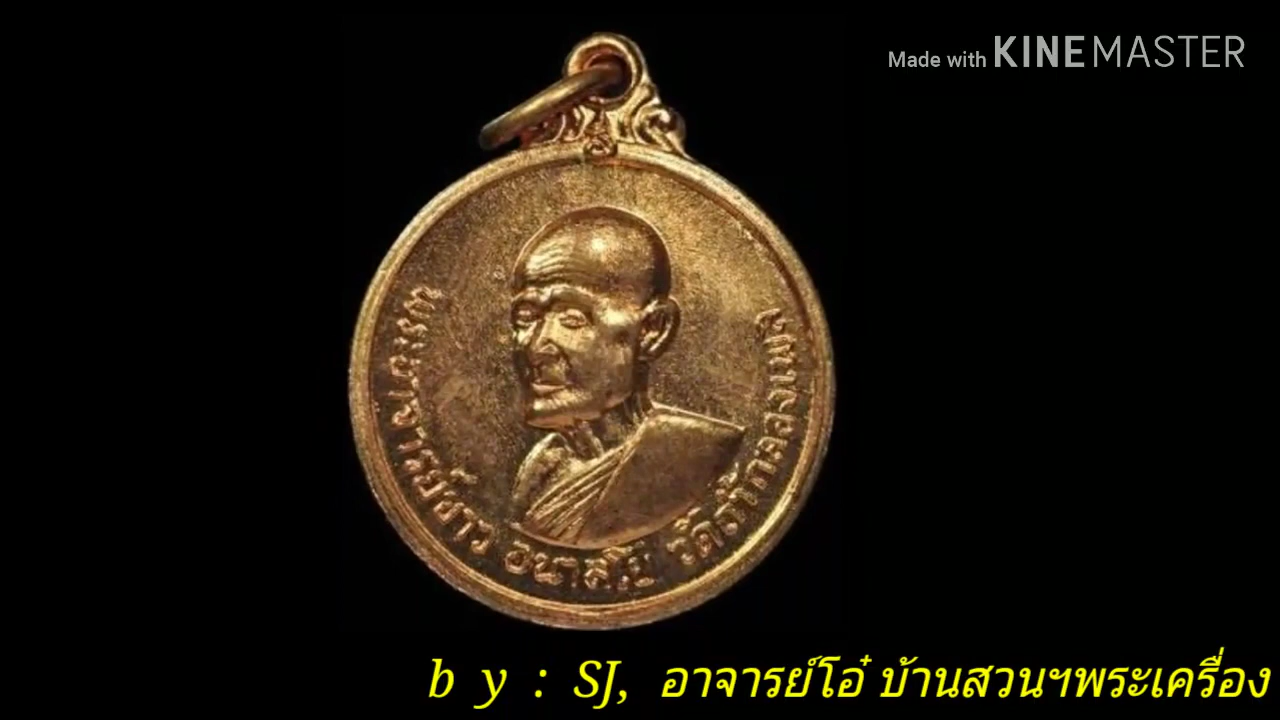 Made with KINEMASTER
พระอาจารย์ขาว อนาลโย วัดถ้ำกลองเพล
b y : SJ, อาจารย์โอ๋ บ้านสวนฯพระเครื่อง